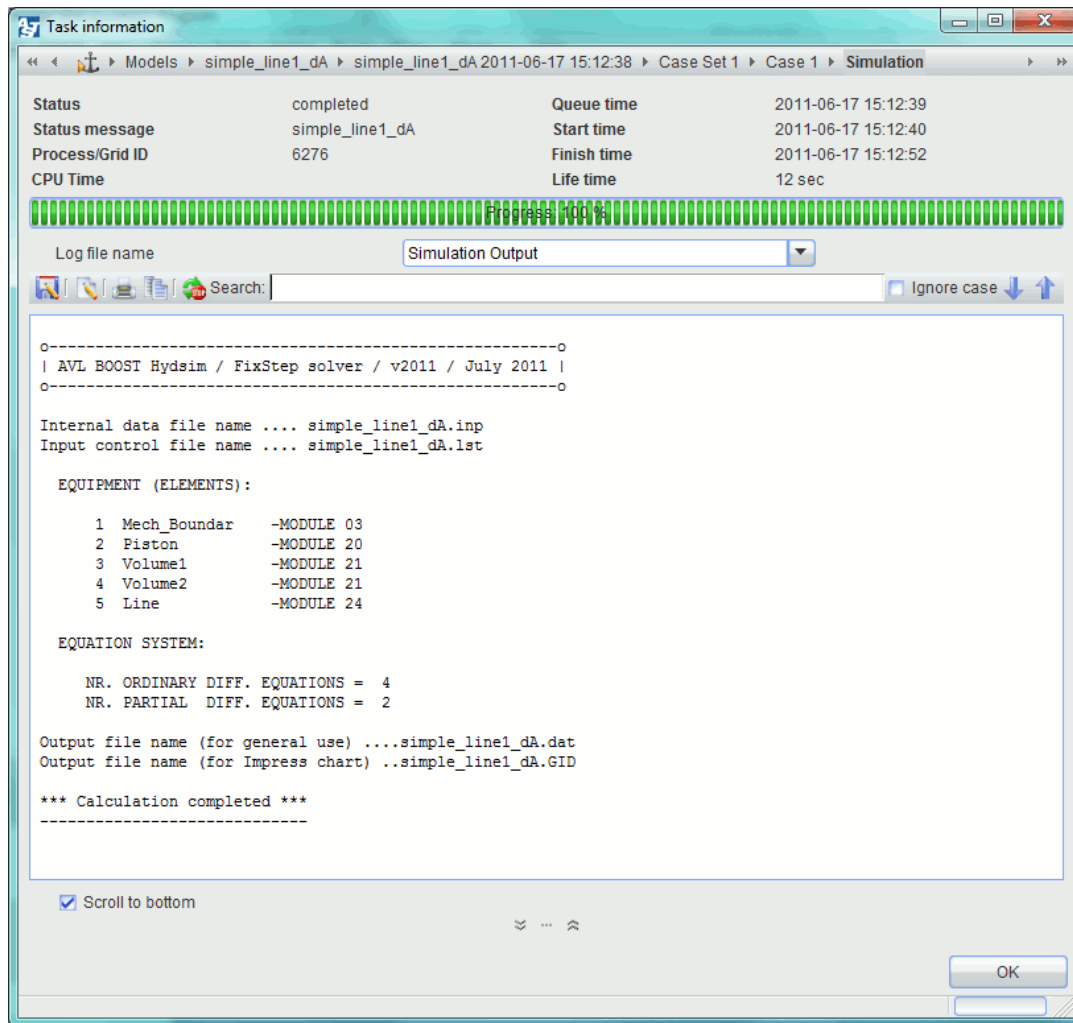 Task information
Models simple_line1_dA simple_line1_dA 2011-06-17 15:12:38 Case Set 1 Case 1 Simulation
Status completed Queue time 2011-06-17 15:12:39
Status message simple_line1_dA Start time 2011-06-17 15:12:40
Process/Grid ID 6276 Finish time 2011-06-17 15:12:52
CPU Time Life time 12 sec
Progress: 100 %
Log file name Simulation Output
Search: Ignore case
o-------------------------------------------------------o
| AVL BOOST Hydsim / FixStep solver / v2011 / July 2011 |
o-------------------------------------------------------o
Internal data file name .... simple_line1_dA.inp
Input control file name .... simple_line1_dA.lst
EQUIPMENT (ELEMENTS):
1 Mech_Boundar -MODULE 03
2 Piston -MODULE 20
3 Volume1 -MODULE 21
4 Volume2 -MODULE 21
5 Line -MODULE 24
EQUATION SYSTEM:
NR. ORDINARY DIFF. EQUATIONS = 4
NR. PARTIAL DIFF. EQUATIONS = 2
Output file name (for general use) ....simple_line1_dA.dat
Output file name (for Impress chart) ..simple_line1_dA.GID
*** Calculation completed ***
-----------------------------
Scroll to bottom
OK